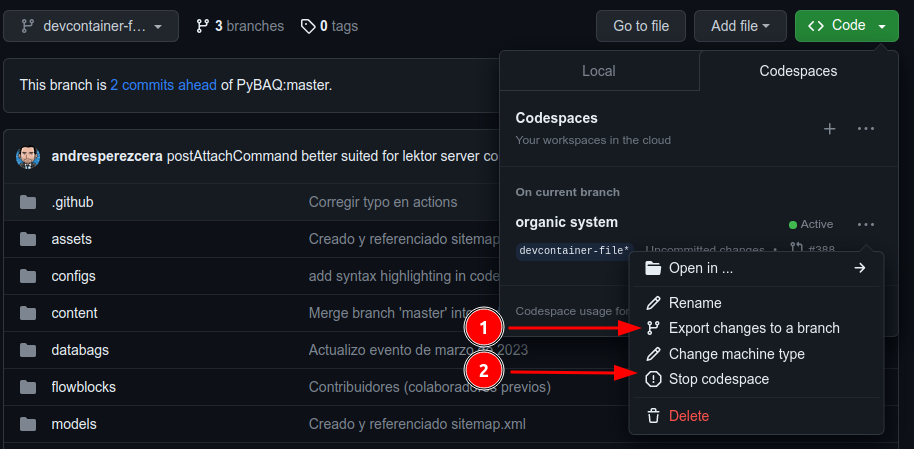 devcontainer-f... 3 branches 0 tags Go to file Add file Code
This branch is 2 commits ahead of PyBAQ:master.
Local Codespaces
Codespaces
Your workspaces in the cloud
On current branch
organic system Active
devcontainer-file* Uncommitted changes • #388
Codespace usage for
Open in ...
Rename
1 Export changes to a branch
Change machine type
2 Stop codespace
Delete
andresperezcera postAttachCommand better suited for lektor server co
.github Corregir typo en actions
assets Creado y referenciado sitemap
configs add syntax highlighting in code
content Merge branch 'master' int
databags Actualizo evento de marzo de 2023
flowblocks Contribuidores (colaboradores previos)
models Creado y referenciado sitemap.xml